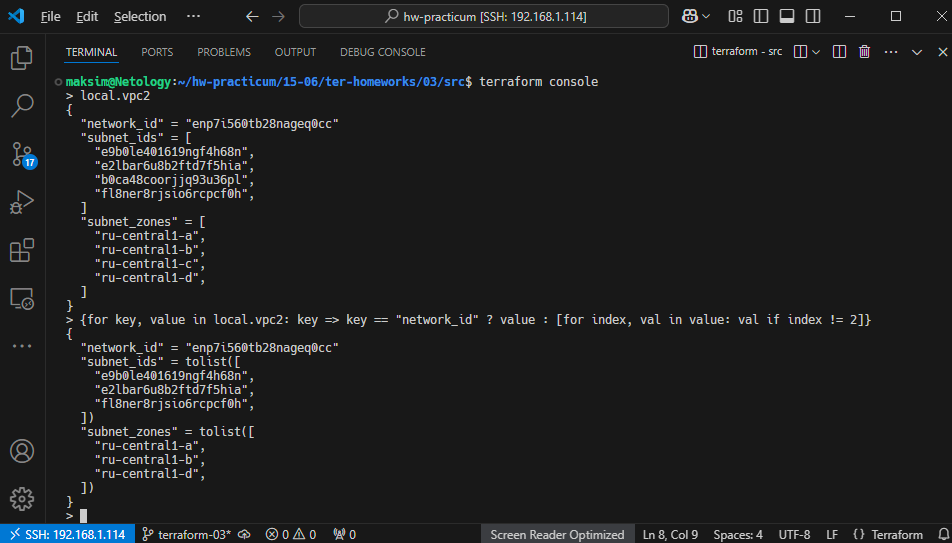 File Edit Selection ··· hw-practicum [SSH: 192.168.1.114]
TERMINAL PORTS PROBLEMS OUTPUT DEBUG CONSOLE terraform - src
maksim@Netology:~/hw-practicum/15-06/ter-homeworks/03/src$ terraform console
> local.vpc2
{
  "network_id" = "enp7i560tb28nageq0cc"
  "subnet_ids" = [
    "e9b0le401619ngf4h68n",
    "e2lbar6u8b2ftd7f5hia",
    "b0ca48coorjjq93u36pl",
    "fl8ner8rjsio6rcpcf0h",
  ]
  "subnet_zones" = [
    "ru-central1-a",
    "ru-central1-b",
    "ru-central1-c",
    "ru-central1-d",
  ]
}
> {for key, value in local.vpc2: key => key == "network_id" ? value : [for index, val in value: val if index != 2]}
{
  "network_id" = "enp7i560tb28nageq0cc"
  "subnet_ids" = tolist([
    "e9b0le401619ngf4h68n",
    "e2lbar6u8b2ftd7f5hia",
    "fl8ner8rjsio6rcpcf0h",
  ])
  "subnet_zones" = tolist([
    "ru-central1-a",
    "ru-central1-b",
    "ru-central1-d",
  ])
}
>
17
SSH: 192.168.1.114 terraform-03* 0 0 0 Screen Reader Optimized Ln 8, Col 9 Spaces: 4 UTF-8 LF {} Terraform